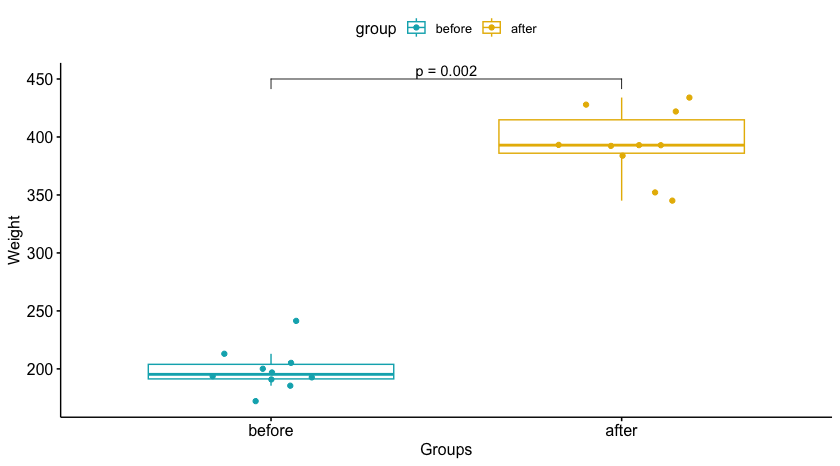 group before after
p = 0.002
450
400
350
300
250
200
Weight
before after
Groups